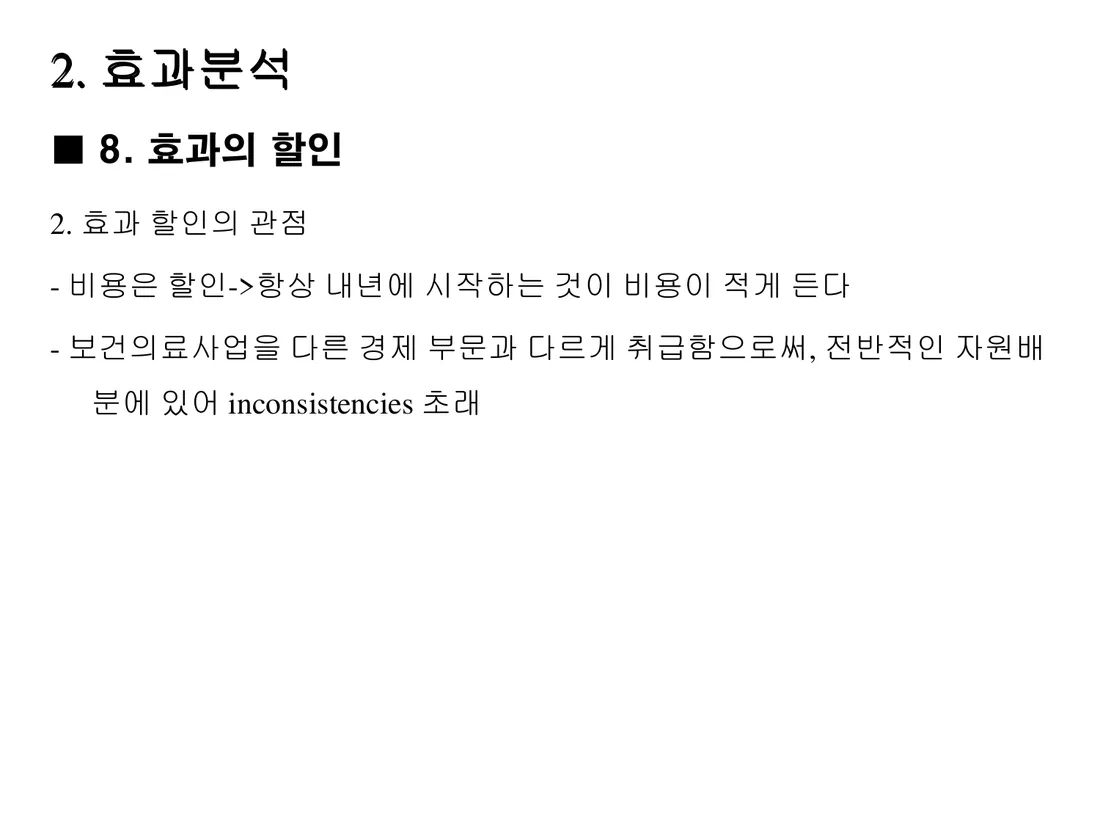 2. 효과분석
■ 8. 효과의 할인
2. 효과 할인의 관점
- 비용은 할인->항상 내년에 시작하는 것이 비용이 적게 든다
- 보건의료사업을 다른 경제 부문과 다르게 취급함으로써, 전반적인 자원배
분에 있어 inconsistencies 초래